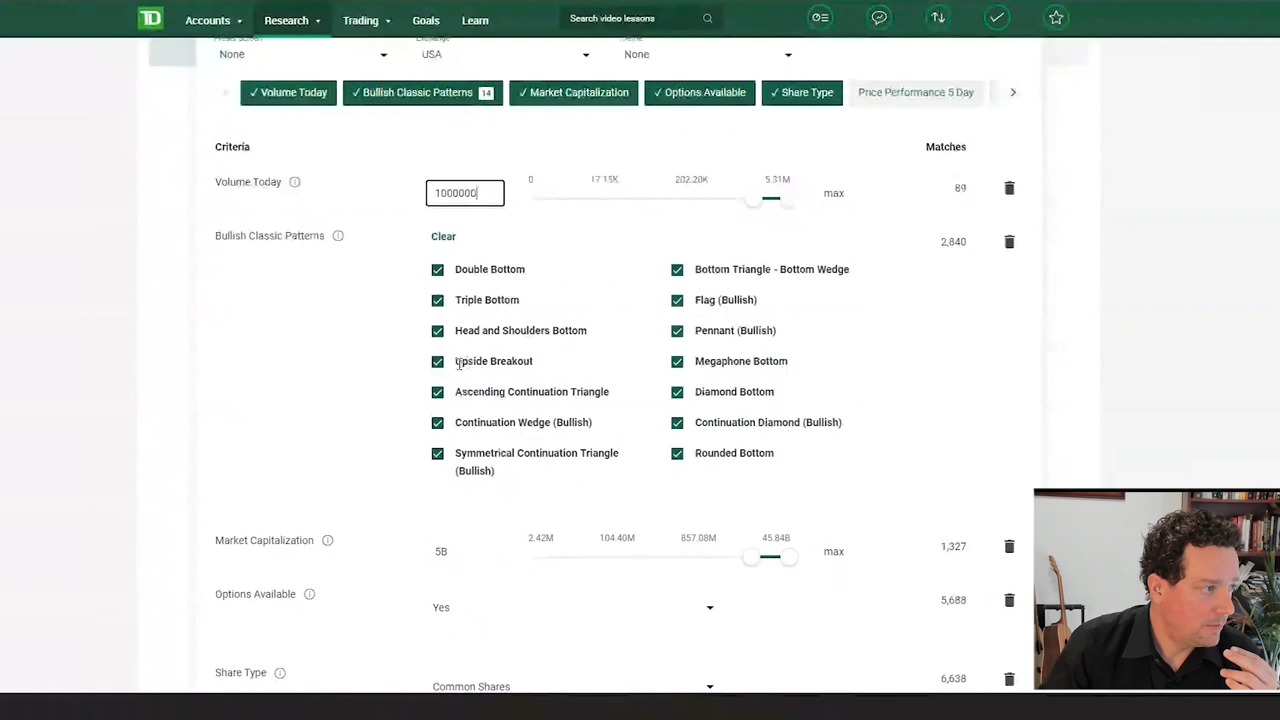 TD Accounts Research Trading Goals Learn Search video lessons
Preset Screen Exchange
None USA None
✓ Volume Today ✓ Bullish Classic Patterns 14 ✓ Market Capitalization ✓ Options Available ✓ Share Type Price Performance 5 Day
Criteria Matches
Volume Today 1000000 0 17.15K 202.20K 5.31M max 89
Bullish Classic Patterns Clear 2,840
Double Bottom Bottom Triangle - Bottom Wedge
Triple Bottom Flag (Bullish)
Head and Shoulders Bottom Pennant (Bullish)
Upside Breakout Megaphone Bottom
Ascending Continuation Triangle Diamond Bottom
Continuation Wedge (Bullish) Continuation Diamond (Bullish)
Symmetrical Continuation Triangle Rounded Bottom
(Bullish)
Market Capitalization 5B 2.42M 104.40M 857.08M 45.84B max 1,327
Options Available Yes 5,688
Share Type Common Shares 6,638